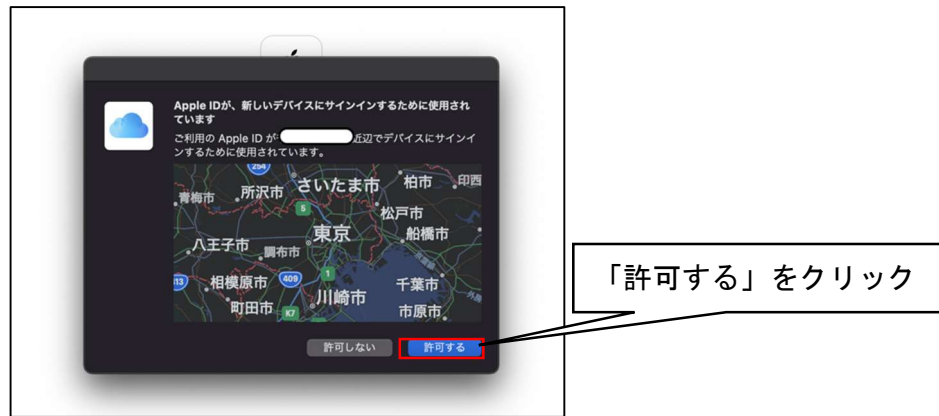 Apple IDが、新しいデバイスにサインインするために使用され
ています
ご利用の Apple ID が 近辺でデバイスにサインイ
ンするために使用されています。
254
さいたま市
柏市
印西
青梅市
所沢市
5
松戸市
東京
船橋市
八王子市
調布市
413
相模原市
409
1
千葉市
町田市
K7
川崎市
市原市
許可しない
許可する
「許可する」をクリック